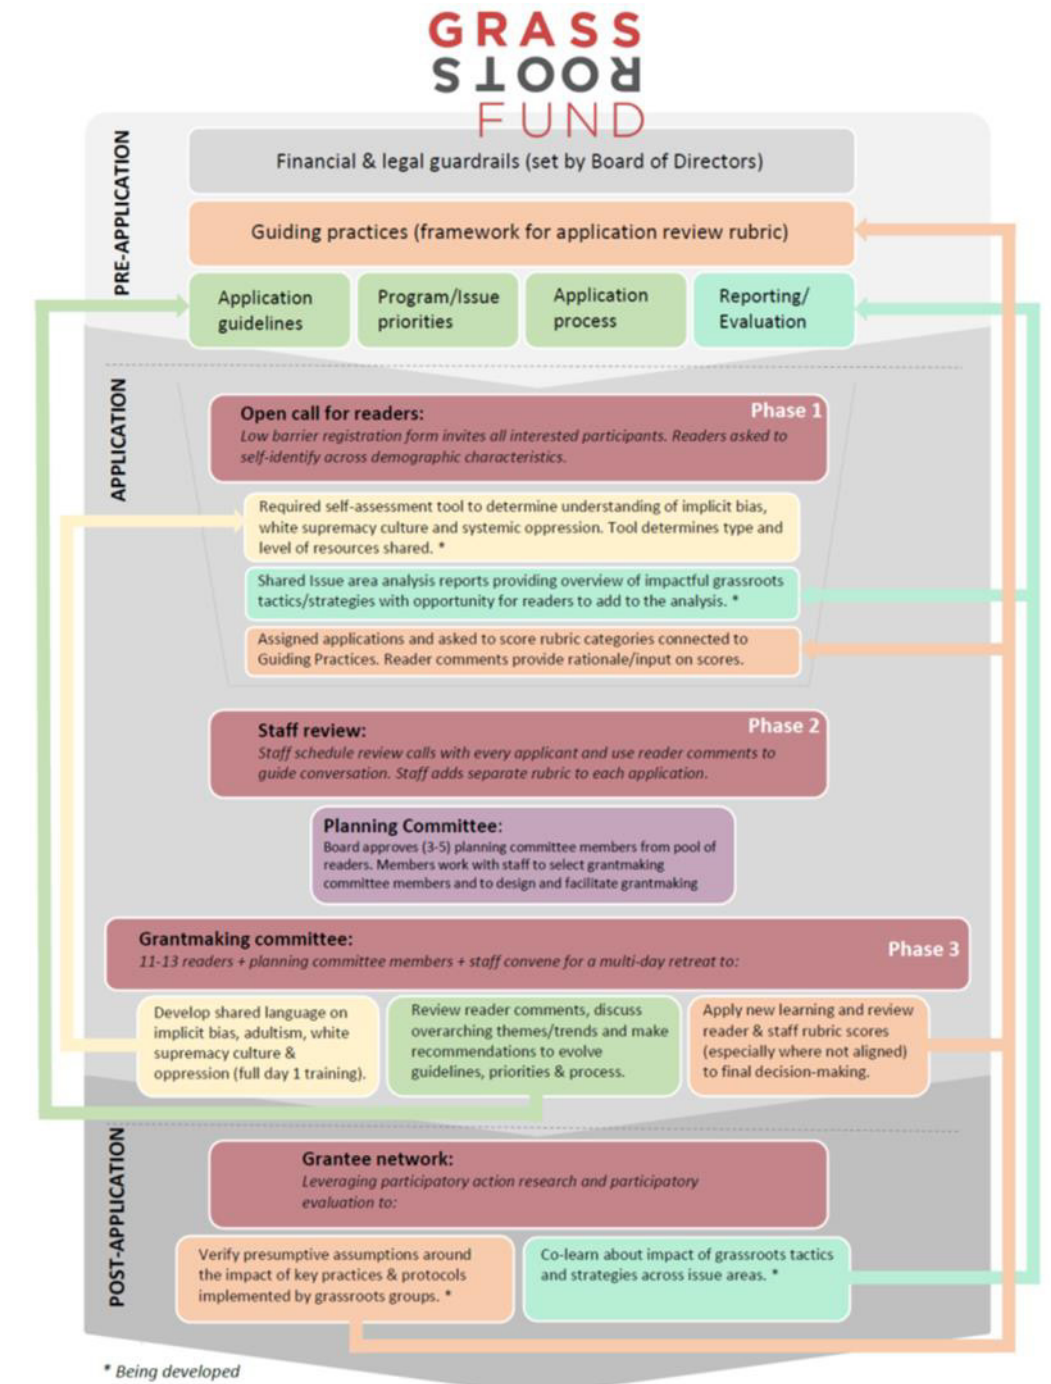 GRASS
ROOTS
FUND
PRE-APPLICATION
Financial & legal guardrails (set by Board of Directors)
Guiding practices (framework for application review rubric)
Application
guidelines
Program/Issue
priorities
Application
process
Reporting/
Evaluation
APPLICATION
Open call for readers:
Phase 1
Low barrier registration form invites all interested participants. Readers asked to
self-identify across demographic characteristics.
Required self-assessment tool to determine understanding of implicit bias,
white supremacy culture and systemic oppression. Tool determines type and
level of resources shared. *
Shared Issue area analysis reports providing overview of impactful grassroots
tactics/strategies with opportunity for readers to add to the analysis. *
Assigned applications and asked to score rubric categories connected to
Guiding Practices. Reader comments provide rationale/input on scores.
Staff review:
Phase 2
Staff schedule review calls with every applicant and use reader comments to
guide conversation. Staff adds separate rubric to each application.
Planning Committee:
Board approves (3-5) planning committee members from pool of
readers. Members work with staff to select grantmaking
committee members and to design and facilitate grantmaking
Grantmaking committee:
Phase 3
11-13 readers + planning committee members + staff convene for a multi-day retreat to:
Develop shared language on
implicit bias, adultism, white
supremacy culture &
oppression (full day 1 training).
Review reader comments, discuss
overarching themes/trends and make
recommendations to evolve
guidelines, priorities & process.
Apply new learning and review
reader & staff rubric scores
(especially where not aligned)
to final decision-making.
POST-APPLICATION
Grantee network:
Leveraging participatory action research and participatory
evaluation to:
Verify presumptive assumptions around
the impact of key practices & protocols
implemented by grassroots groups. *
Co-learn about impact of grassroots tactics
and strategies across issue areas. *
* Being developed